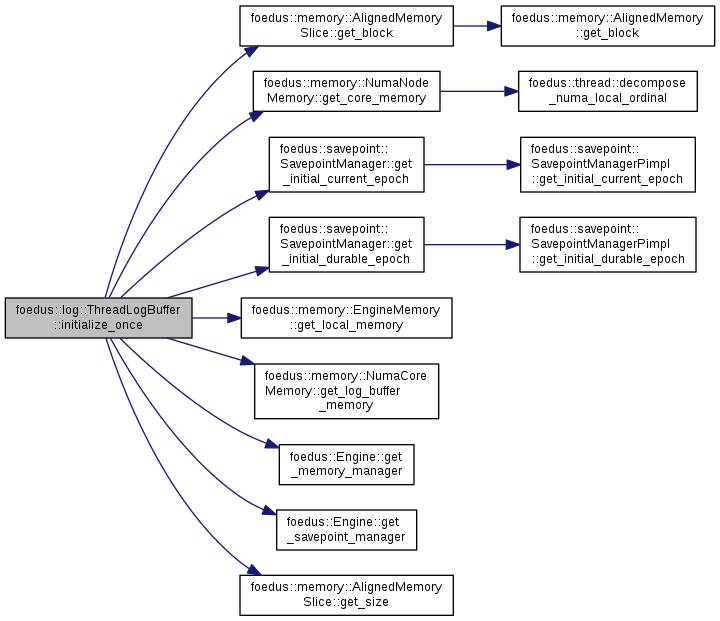 foedus::log::ThreadLogBuffer
::initialize_once
foedus::memory::AlignedMemory
Slice::get_block
foedus::memory::AlignedMemory
::get_block
foedus::memory::NumaNode
Memory::get_core_memory
foedus::thread::decompose
_numa_local_ordinal
foedus::savepoint::
SavepointManager::get
_initial_current_epoch
foedus::savepoint::
SavepointManagerPimpl
::get_initial_current_epoch
foedus::savepoint::
SavepointManager::get
_initial_durable_epoch
foedus::savepoint::
SavepointManagerPimpl
::get_initial_durable_epoch
foedus::memory::EngineMemory
::get_local_memory
foedus::memory::NumaCore
Memory::get_log_buffer
_memory
foedus::Engine::get
_memory_manager
foedus::Engine::get
_savepoint_manager
foedus::memory::AlignedMemory
Slice::get_size